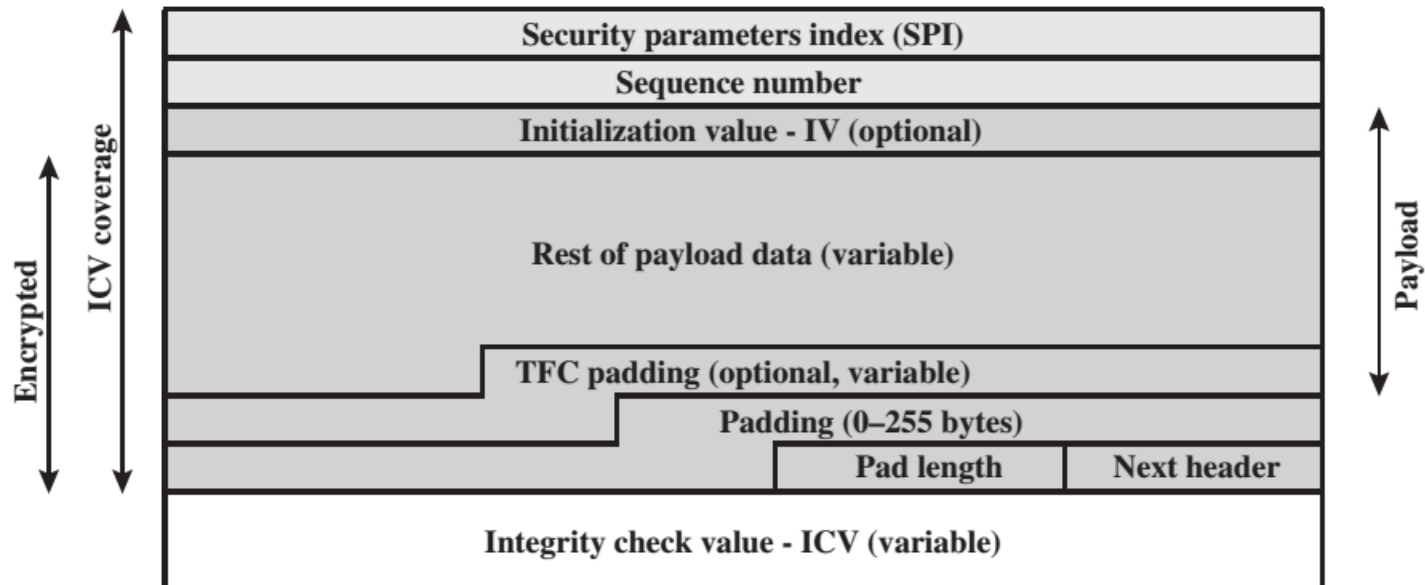 Security parameters index (SPI)
Sequence number
Initialization value - IV (optional)
Rest of payload data (variable)
TFC padding (optional, variable)
Padding (0–255 bytes)
Pad length
Next header
Integrity check value - ICV (variable)
Encrypted
ICV coverage
Payload